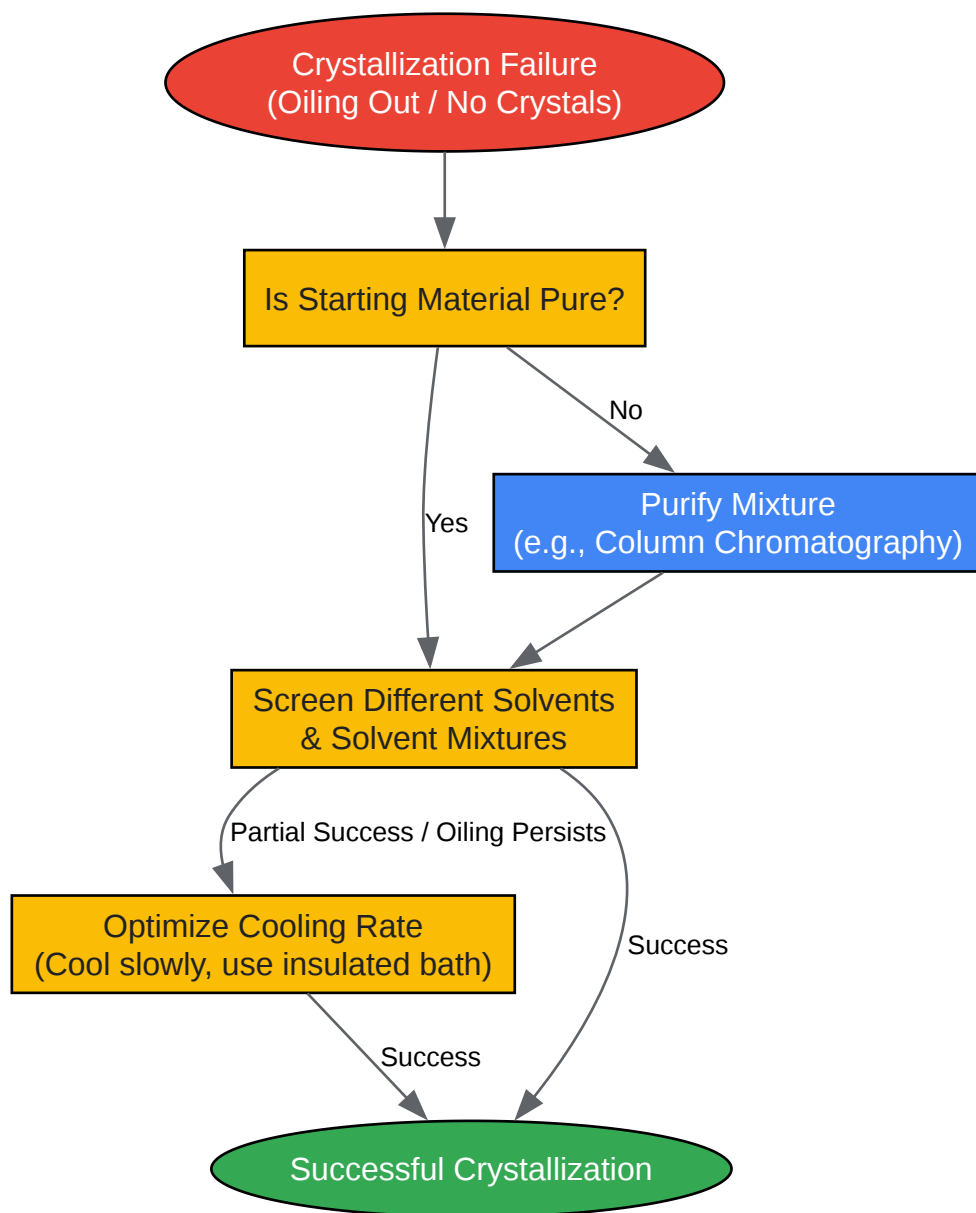 Crystallization Failure
(Oiling Out / No Crystals)
Is Starting Material Pure?
No
Purify Mixture
(e.g., Column Chromatography)
Yes
Screen Different Solvents
& Solvent Mixtures
Partial Success / Oiling Persists
Optimize Cooling Rate
(Cool slowly, use insulated bath)
Success
Success
Successful Crystallization